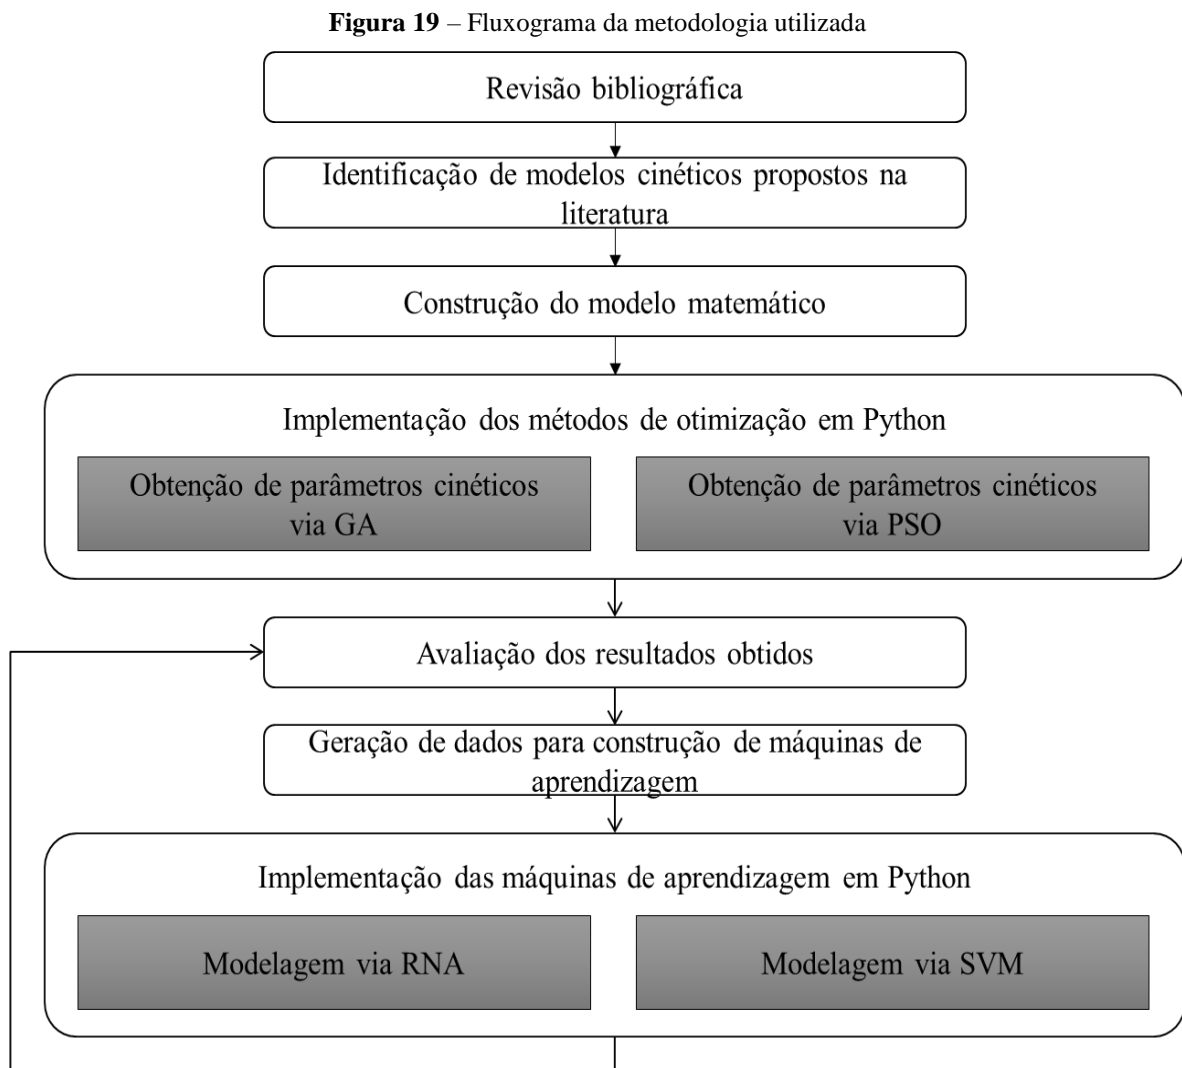 Figura 19 – Fluxograma da metodologia utilizada
Revisão bibliográfica
Identificação de modelos cinéticos propostos na
literatura
Construção do modelo matemático
Implementação dos métodos de otimização em Python
Obtenção de parâmetros cinéticos
via GA
Obtenção de parâmetros cinéticos
via PSO
Avaliação dos resultados obtidos
Geração de dados para construção de máquinas de
aprendizagem
Implementação das máquinas de aprendizagem em Python
Modelagem via RNA
Modelagem via SVM